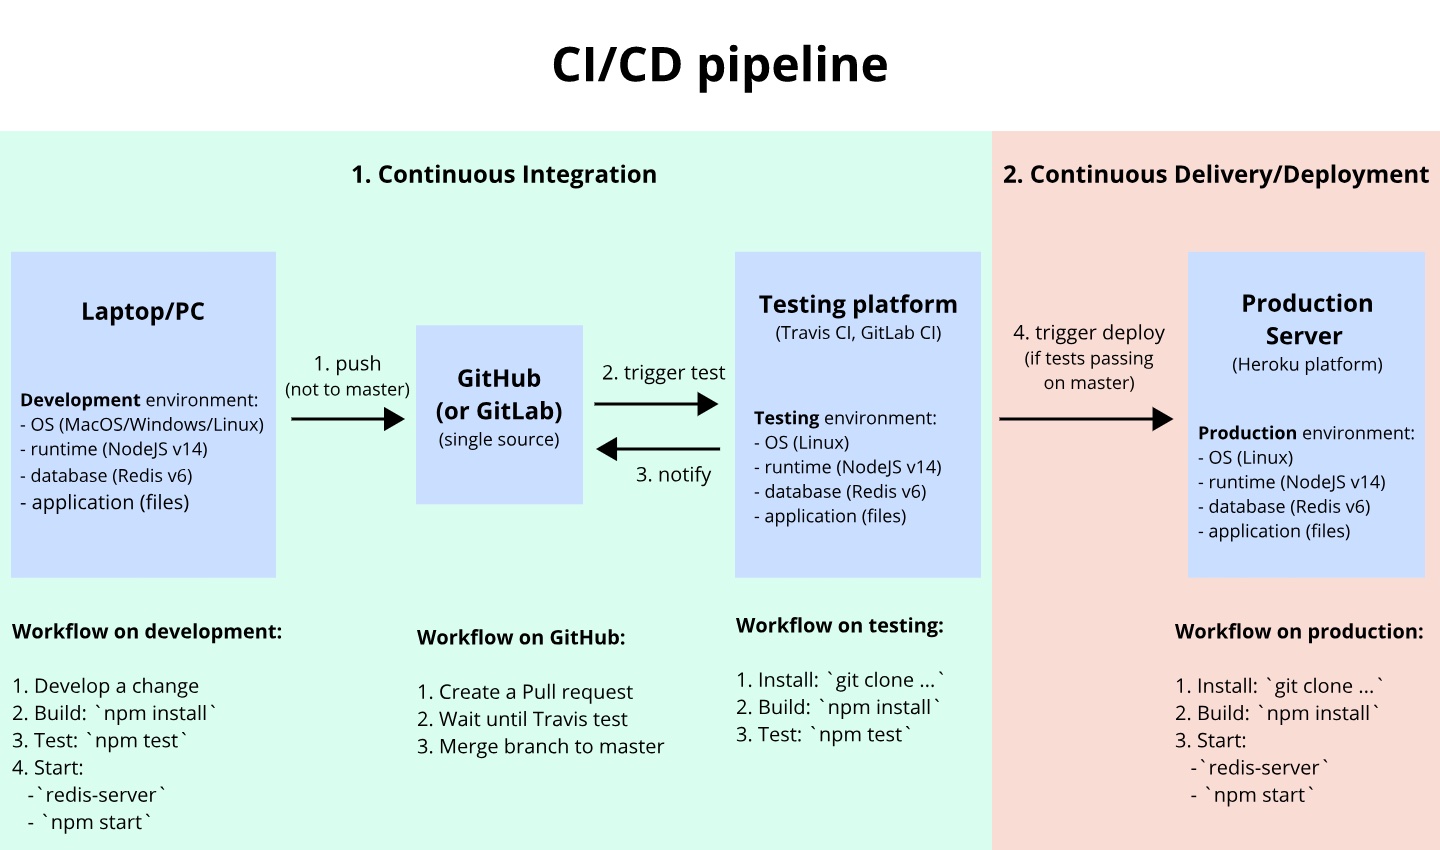 CI/CD pipeline
1. Continuous Integration
2. Continuous Delivery/Deployment
Laptop/PC
Development environment:
- OS (MacOS/Windows/Linux)
- runtime (NodeJS v14)
- database (Redis v6)
- application (files)
1. push
(not to master)
GitHub
(or GitLab)
(single source)
2. trigger test
3. notify
Testing platform
(Travis CI, GitLab CI)
Testing environment:
- OS (Linux)
- runtime (NodeJS v14)
- database (Redis v6)
- application (files)
4. trigger deploy
(if tests passing
on master)
Production
Server
(Heroku platform)
Production environment:
- OS (Linux)
- runtime (NodeJS v14)
- database (Redis v6)
- application (files)
Workflow on development:
1. Develop a change
2. Build: `npm install`
3. Test: `npm test`
4. Start:
-`redis-server`
- `npm start`
Workflow on GitHub:
1. Create a Pull request
2. Wait until Travis test
3. Merge branch to master
Workflow on testing:
1. Install: `git clone ...`
2. Build: `npm install`
3. Test: `npm test`
Workflow on production:
1. Install: `git clone ...`
2. Build: `npm install`
3. Start:
-`redis-server`
- `npm start`